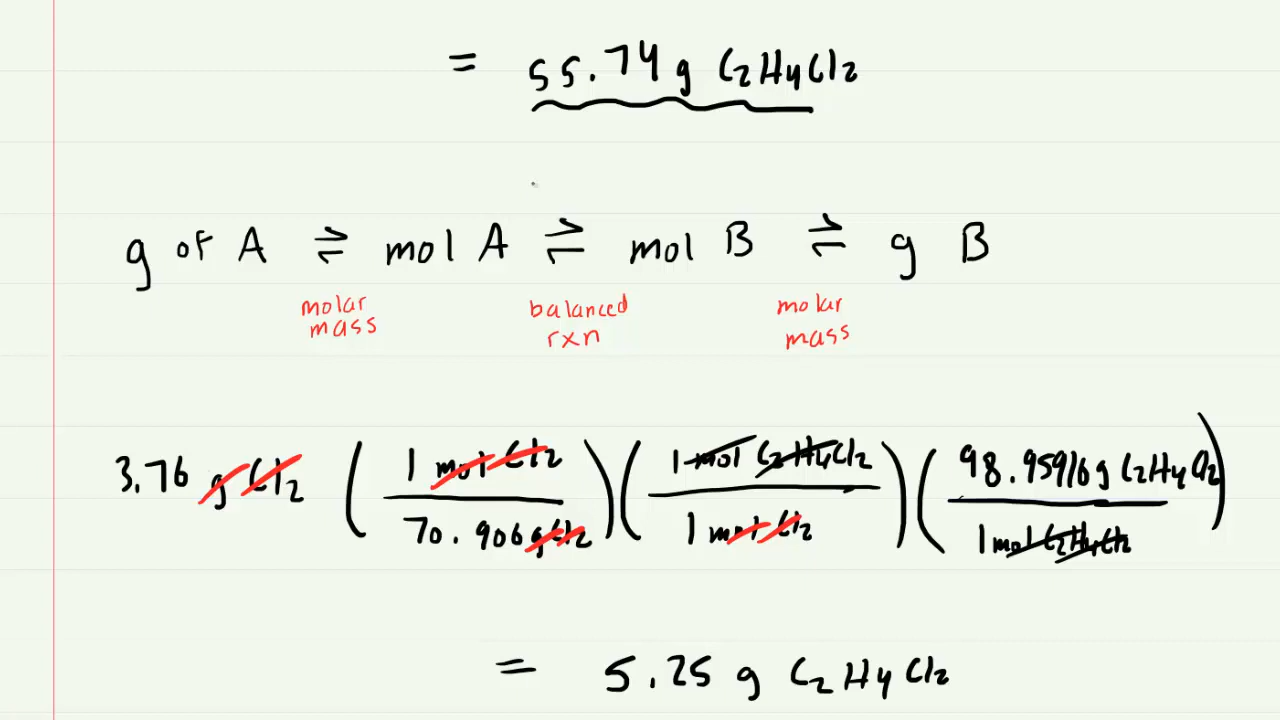 = 55.74 g C2H4Cl2
g of A ⇌ mol A ⇌ mol B ⇌ g B
molar mass balanced rxn molar mass
3.76 g Cl2 (1 mol Cl2 / 70.906 g Cl2)(1 mol C2H4Cl2 / 1 mol Cl2)(98.95916 g C2H4Cl2 / 1 mol C2H4Cl2)
= 5.25 g C2H4Cl2